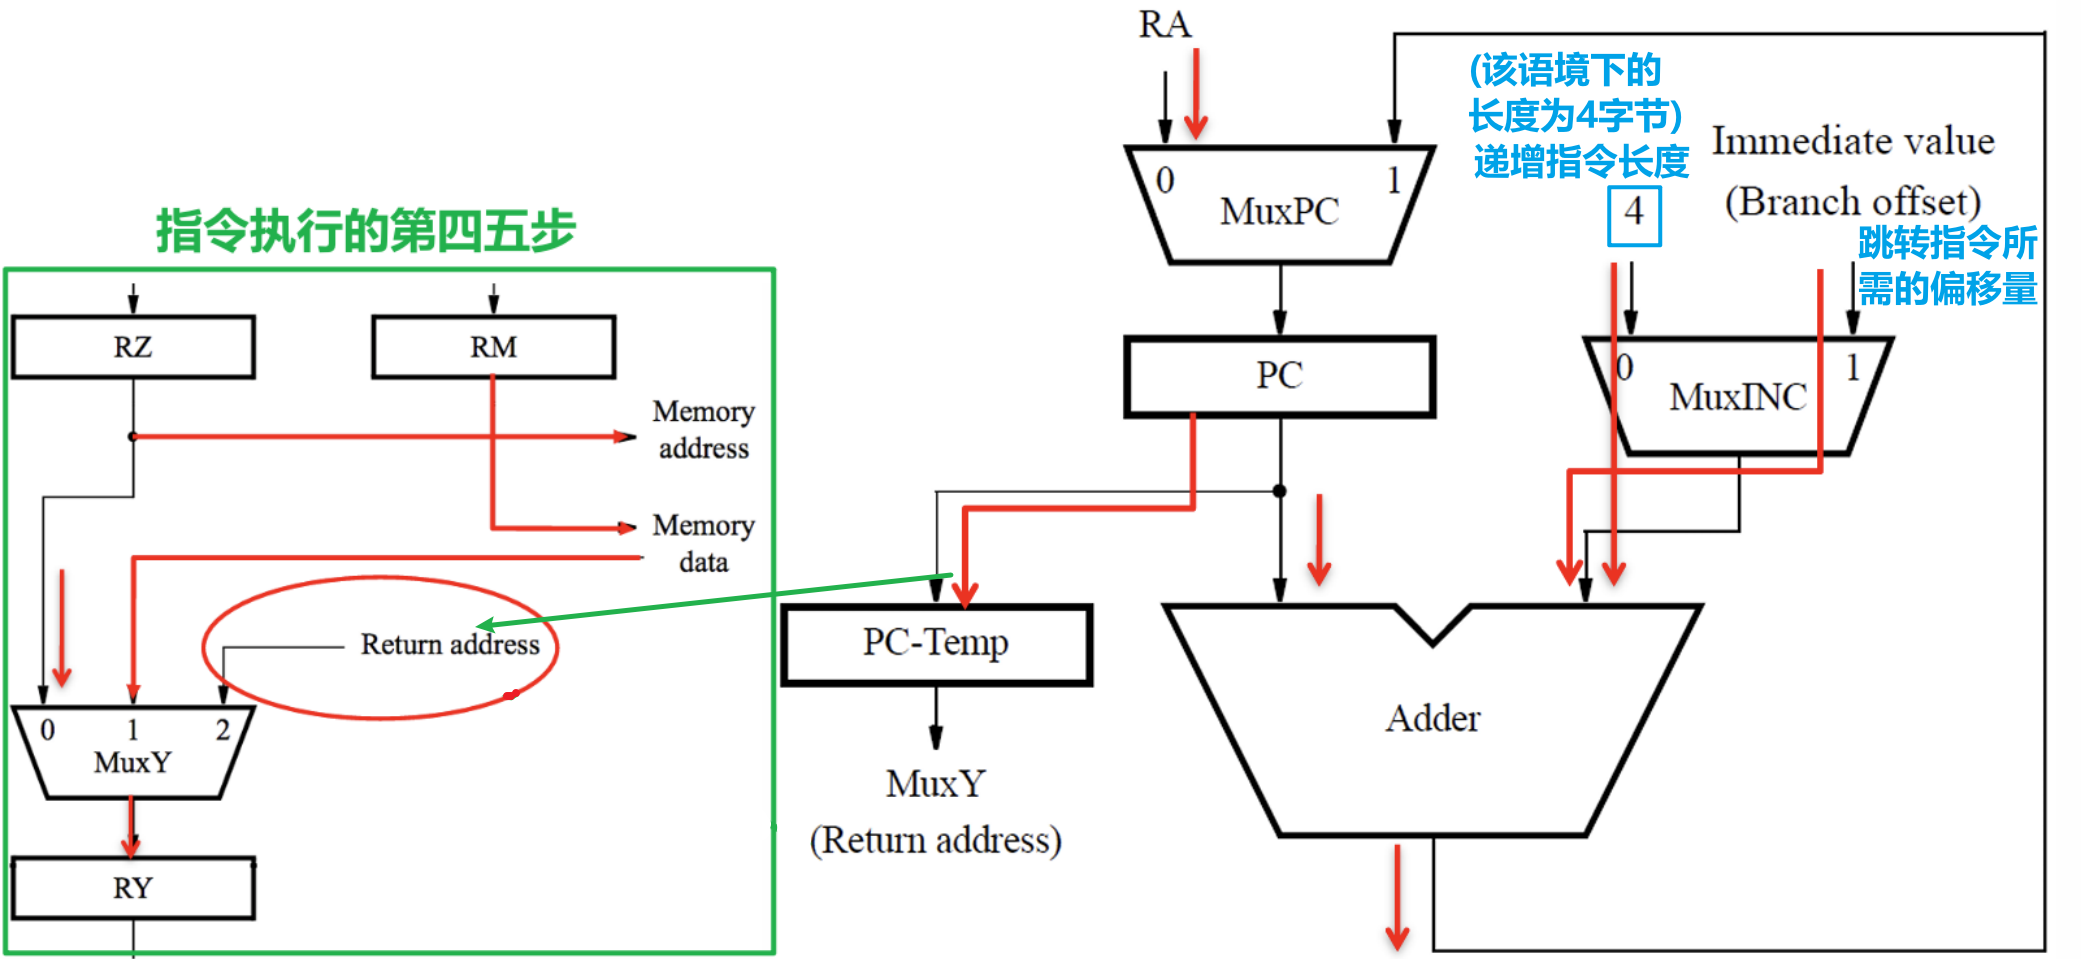 指令执行的第四五步
RZ
RM
Memory
address
Memory
data
Return address
0 1 2
MuxY
RY
RA
0 1
MuxPC
PC
PC-Temp
MuxY
(Return address)
(该语境下的
长度为4字节)
递增指令长度
4
Immediate value
(Branch offset)
跳转指令所
需的偏移量
0 1
MuxINC
Adder